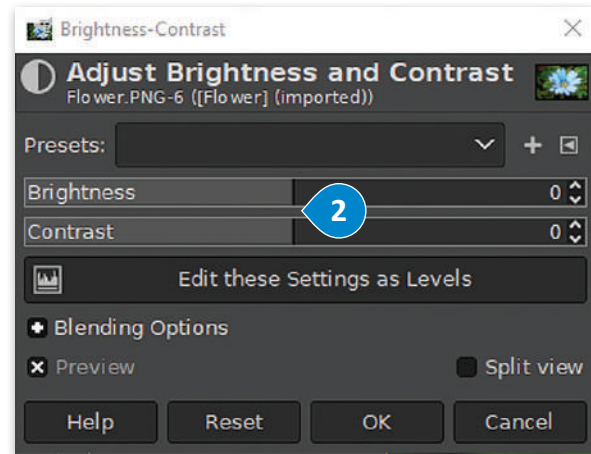 Brightness-Contrast
Adjust Brightness and Contrast
Flower.PNG-6 ([Flower] (imported))
Presets:
Brightness 0
2
Contrast 0
Edit these Settings as Levels
Blending Options
Preview Split view
Help Reset OK Cancel